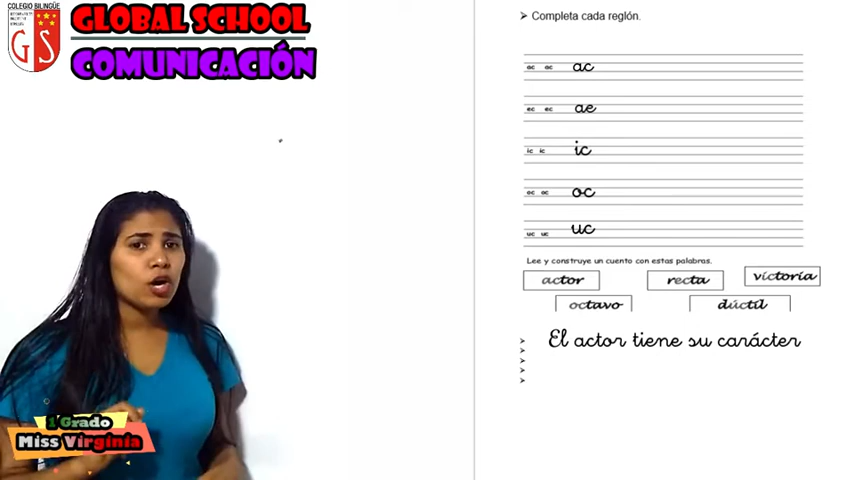 COLEGIO BILINGÜE
GS
GLOBAL SCHOOL
COMUNICACIÓN
1 Grado
Miss Virginia
➤ Completa cada reglón.
ac ac ac
ec ec ae
ic ic ic
oc oc oc
uc uc uc
Lee y construye un cuento con estas palabras.
actor recta victoria
octavo dúctil
➤ El actor tiene su carácter
➤
➤
➤
➤